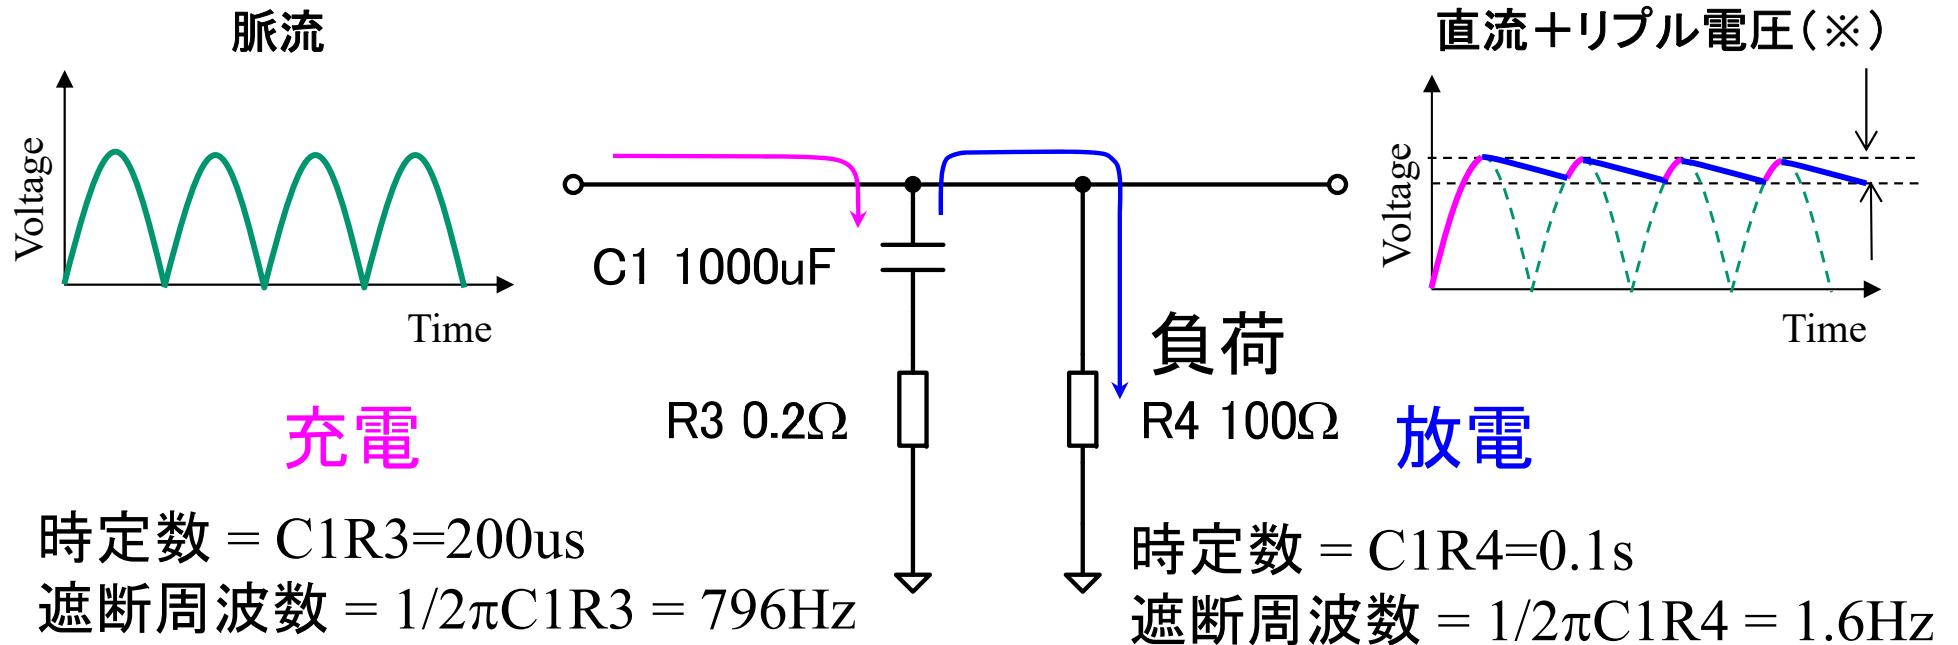 脈流
直流＋リプル電圧(※)
Voltage
Time
C1 1000uF
R3 0.2Ω
負荷
R4 100Ω
Voltage
Time
充電
時定数 = C1R3=200us
遮断周波数 = 1/2πC1R3 = 796Hz
放電
時定数 = C1R4=0.1s
遮断周波数 = 1/2πC1R4 = 1.6Hz